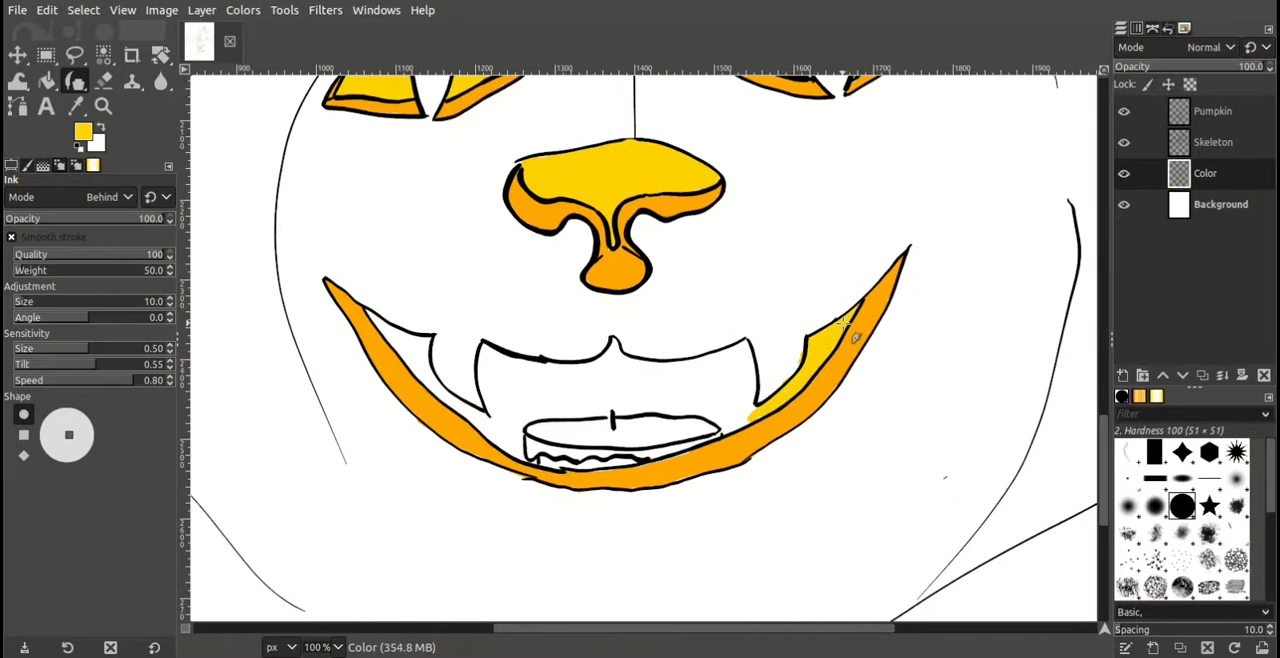 File Edit Select View Image Layer Colors Tools Filters Windows Help
Mode Normal
Opacity 100.0
Lock:
Pumpkin
Skeleton
Color
Background
Ink
Mode Behind
Opacity 100.0
Smooth stroke
Quality 100
Weight 50.0
Adjustment
Size 10.0
Angle 0.0
Sensitivity
Size 0.50
Tilt 0.55
Speed 0.80
Shape
900 1000 1100 1200 1300 1400 1500 1600 1700 1800 1900
filter
2. Hardness 100 (51 × 51)
Basic,
Spacing 10.0
px 100% Color (354.8 MB)